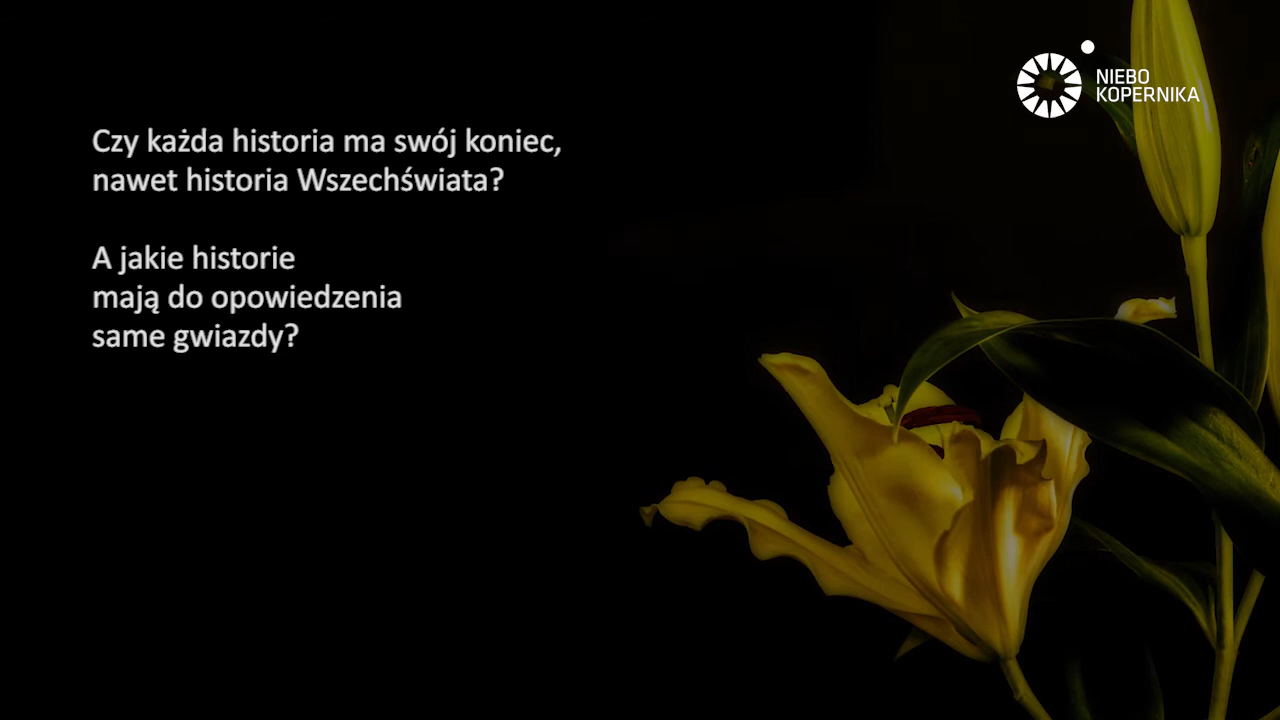 NIEBO
KOPERNIKA
Czy każda historia ma swój koniec,
nawet historia Wszechświata?
A jakie historie
mają do opowiedzenia
same gwiazdy?